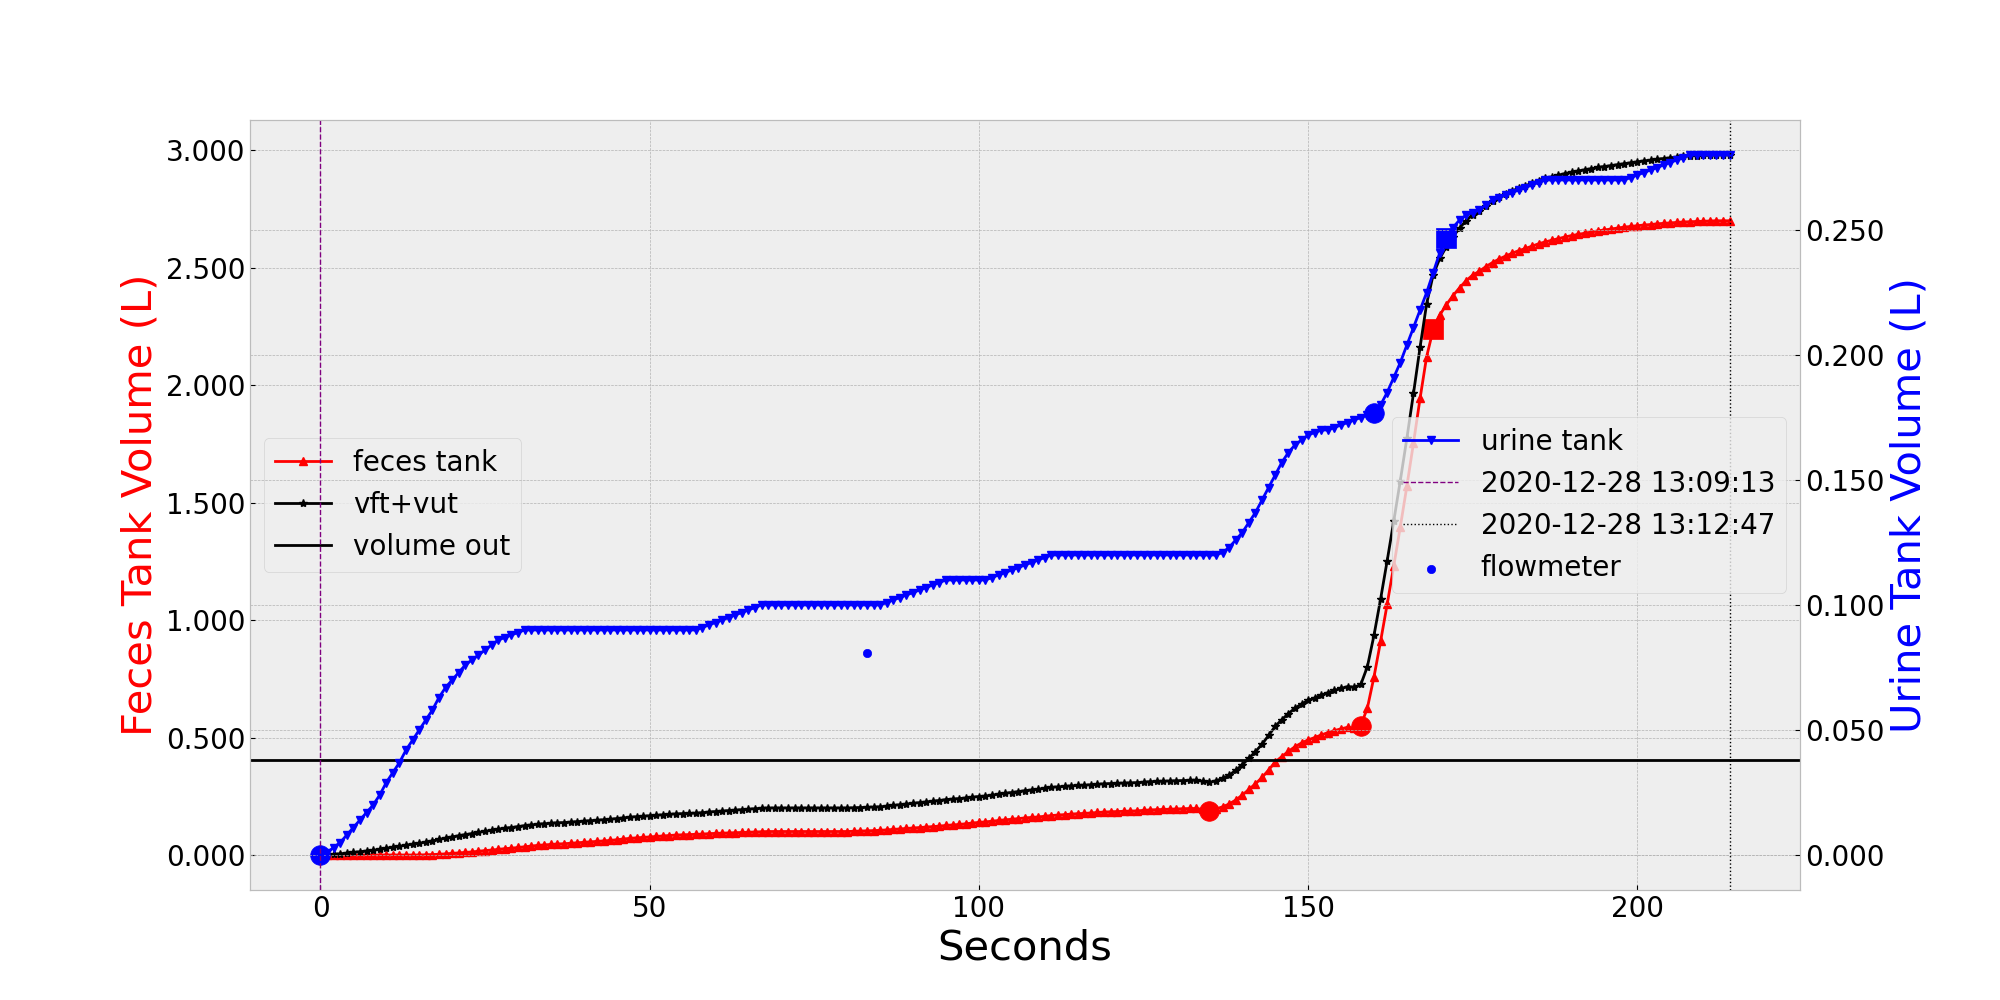 3.000
2.500
2.000
1.500
1.000
0.500
0.000
Feces Tank Volume (L)
feces tank
vft+vut
volume out
urine tank
2020-12-28 13:09:13
2020-12-28 13:12:47
flowmeter
0.250
0.200
0.150
0.100
0.050
0.000
Urine Tank Volume (L)
0 50 100 150 200
Seconds